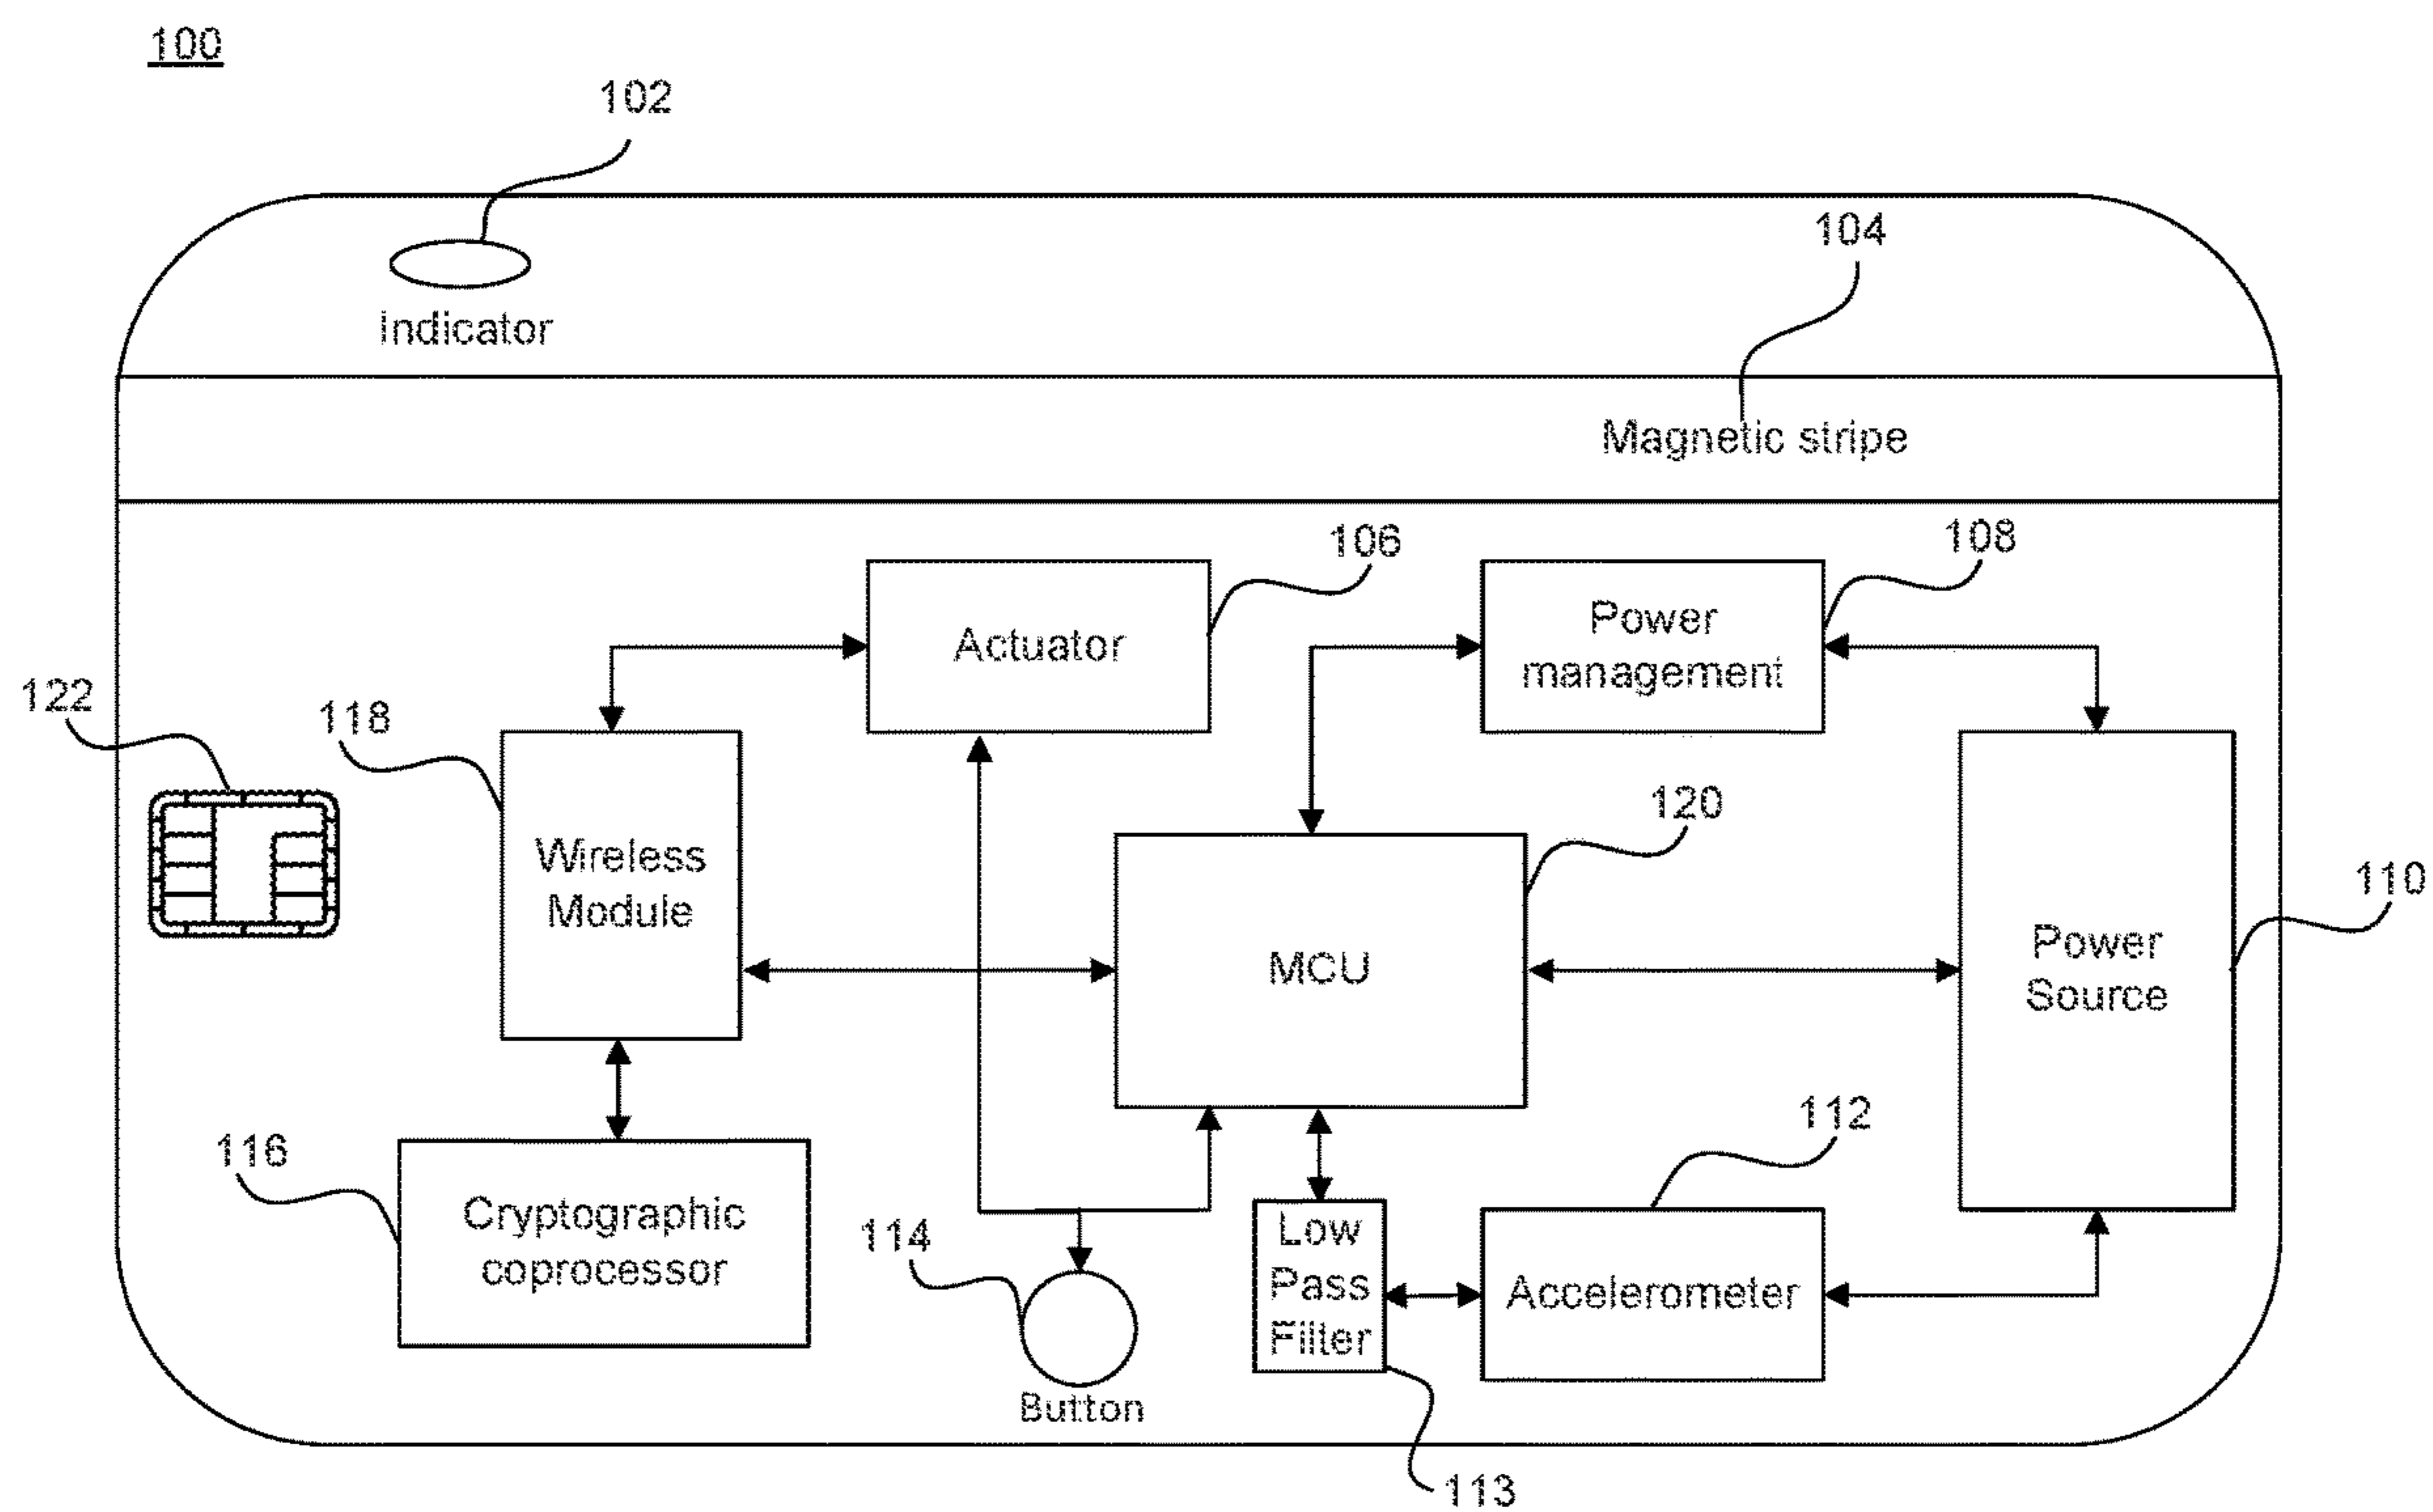 100
102
Indicator
104
Magnetic stripe
106
108
Actuator
Power
management
122
118
120
110
Wireless
Module
MCU
Power
Source
112
116
Cryptographic
coprocessor
114
Button
Low
Pass
Filter
Accelerometer
113